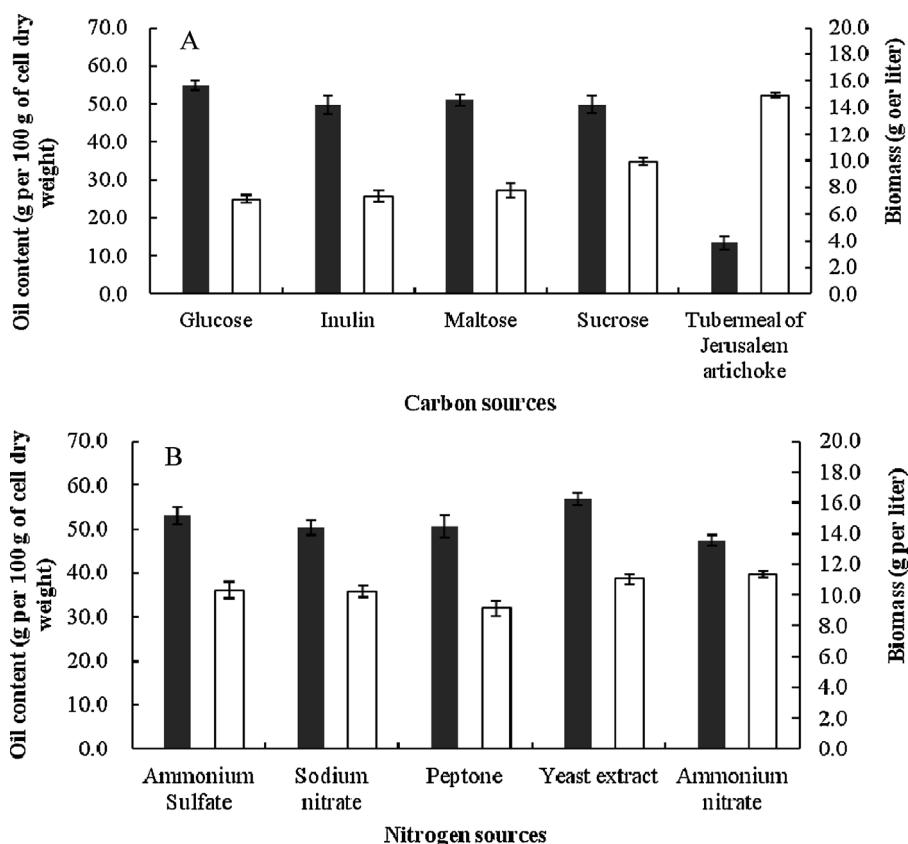 A
Oil content (g per 100 g of cell dry
weight)
70.0
60.0
50.0
40.0
30.0
20.0
10.0
0.0
20.0
18.0
16.0
14.0
12.0
10.0
8.0
6.0
4.0
2.0
0.0
Biomass (g oer liter)
Glucose Inulin Maltose Sucrose Tubermeal of
Jerusalem
artichoke
Carbon sources
B
Oil content (g per 100 g of cell dry
weight)
70.0
60.0
50.0
40.0
30.0
20.0
10.0
0.0
20.0
18.0
16.0
14.0
12.0
10.0
8.0
6.0
4.0
2.0
0.0
Biomass (g per liter)
Ammonium Sodium Peptone Yeast extract Ammonium
Sulfate nitrate nitrate
Nitrogen sources